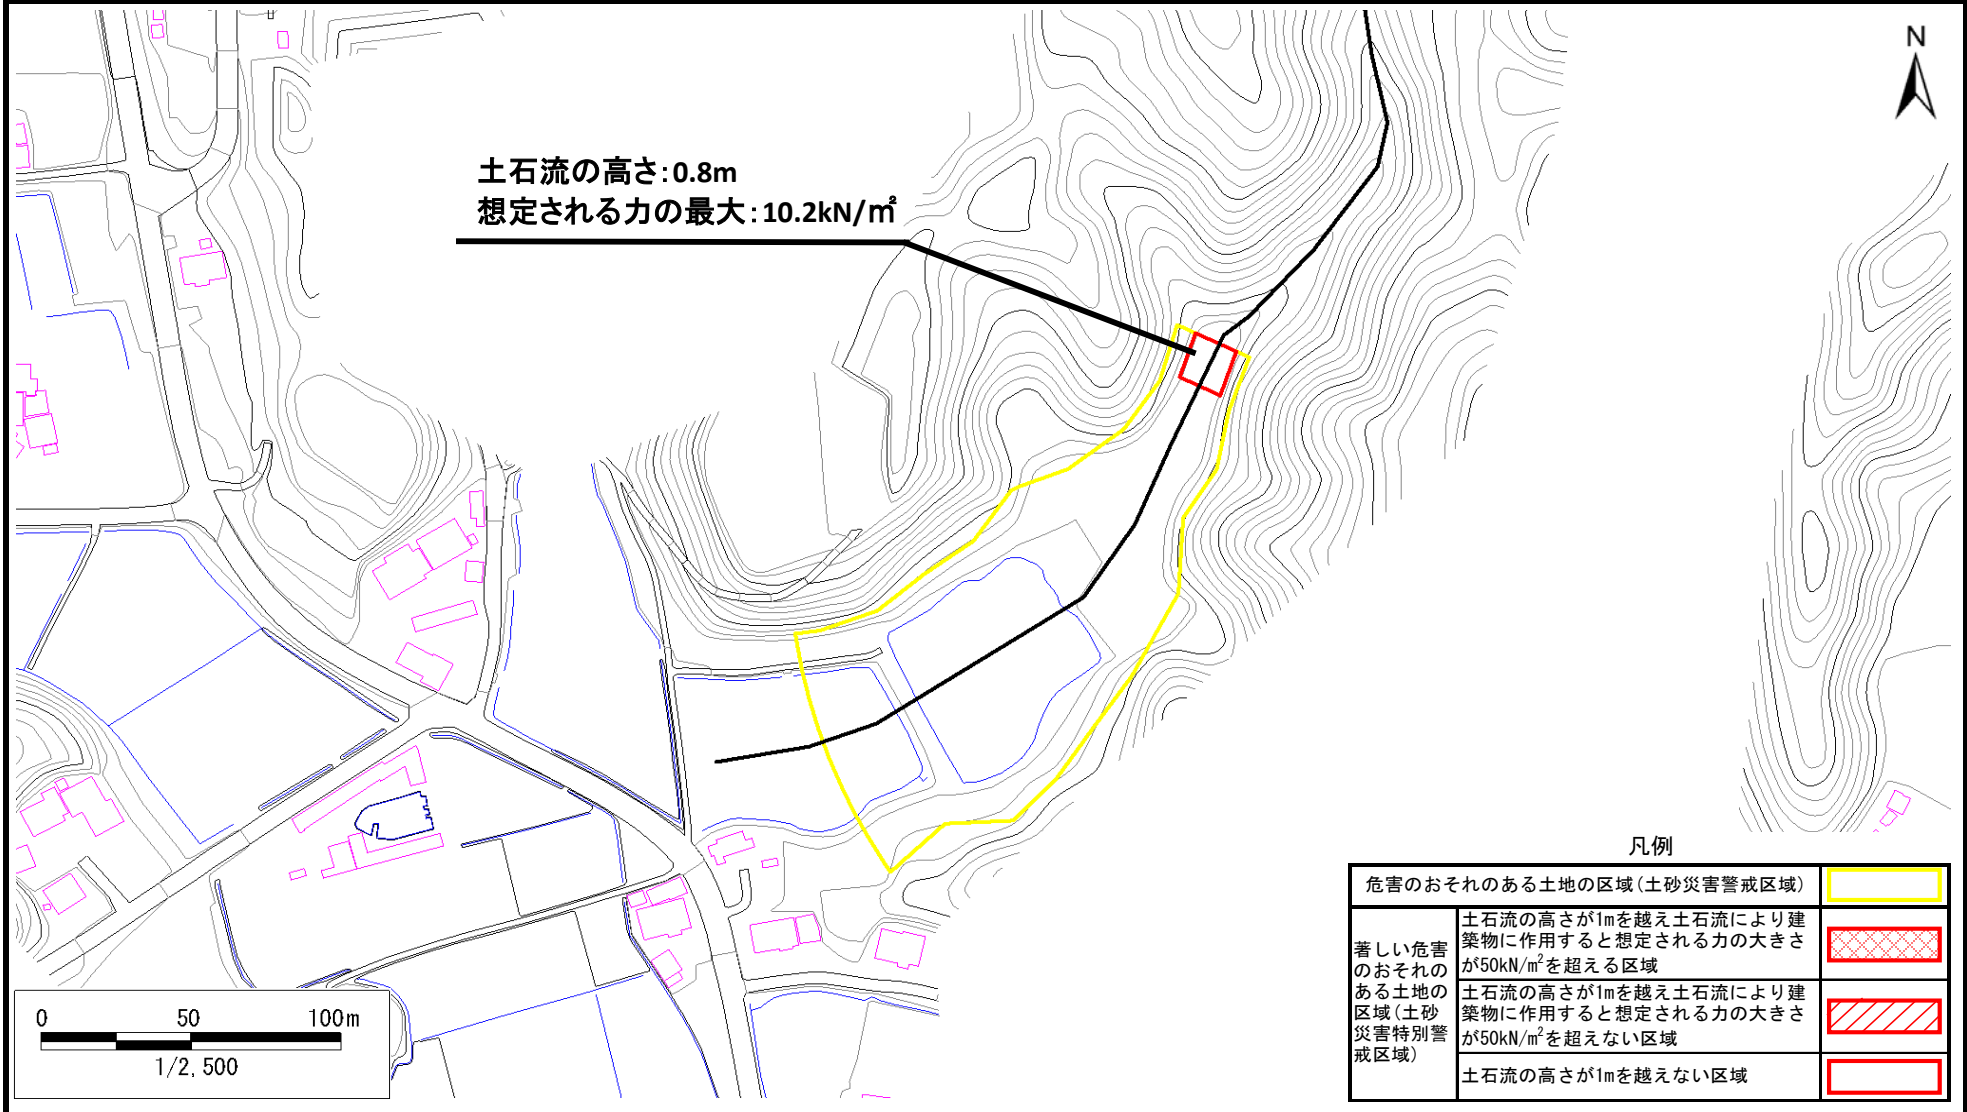 N
土石流の高さ:0.8m
想定される力の最大:10.2kN/㎡
凡例
危害のおそれのある土地の区域(土砂災害警戒区域)
著しい危害
のおそれの
ある土地の
区域(土砂
災害特別警
戒区域)
土石流の高さが1mを越え土石流により建
築物に作用すると想定される力の大きさ
が50kN/㎡を超える区域
土石流の高さが1mを越え土石流により建
築物に作用すると想定される力の大きさ
が50kN/㎡を超えない区域
土石流の高さが1mを越えない区域
0 50 100m
1/2,500